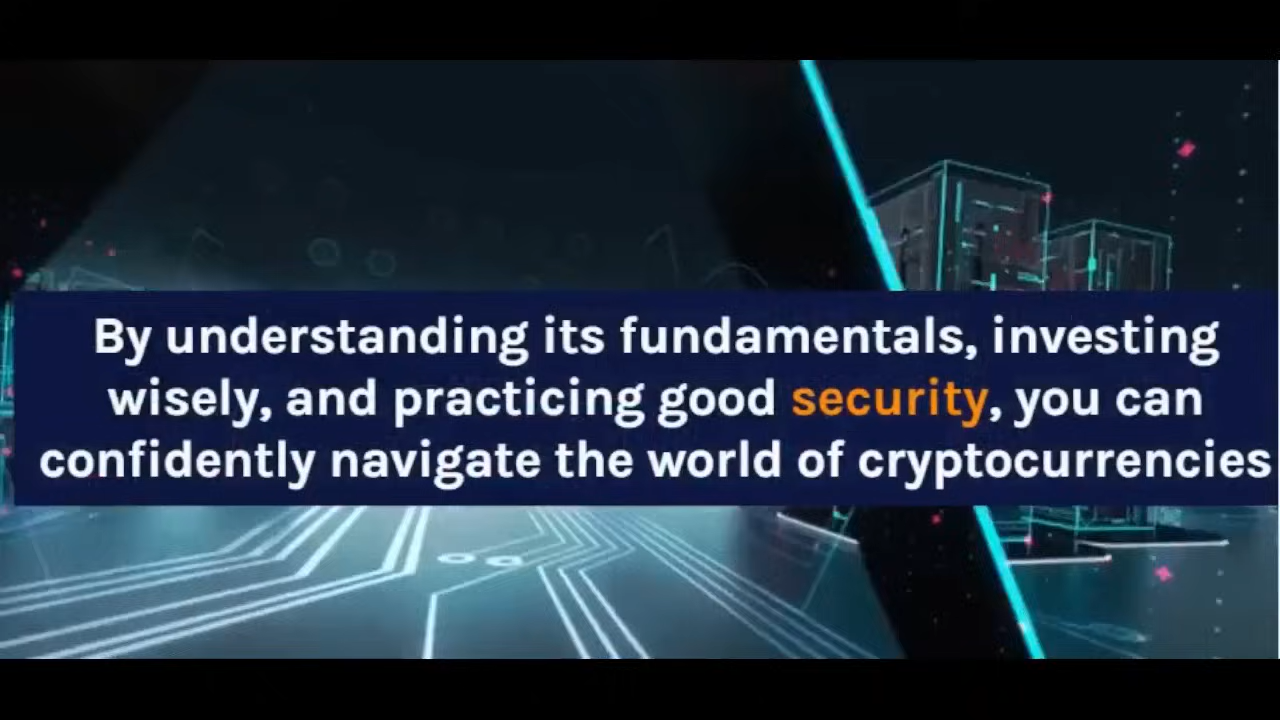 By understanding its fundamentals, investing
wisely, and practicing good security, you can
confidently navigate the world of cryptocurrencies